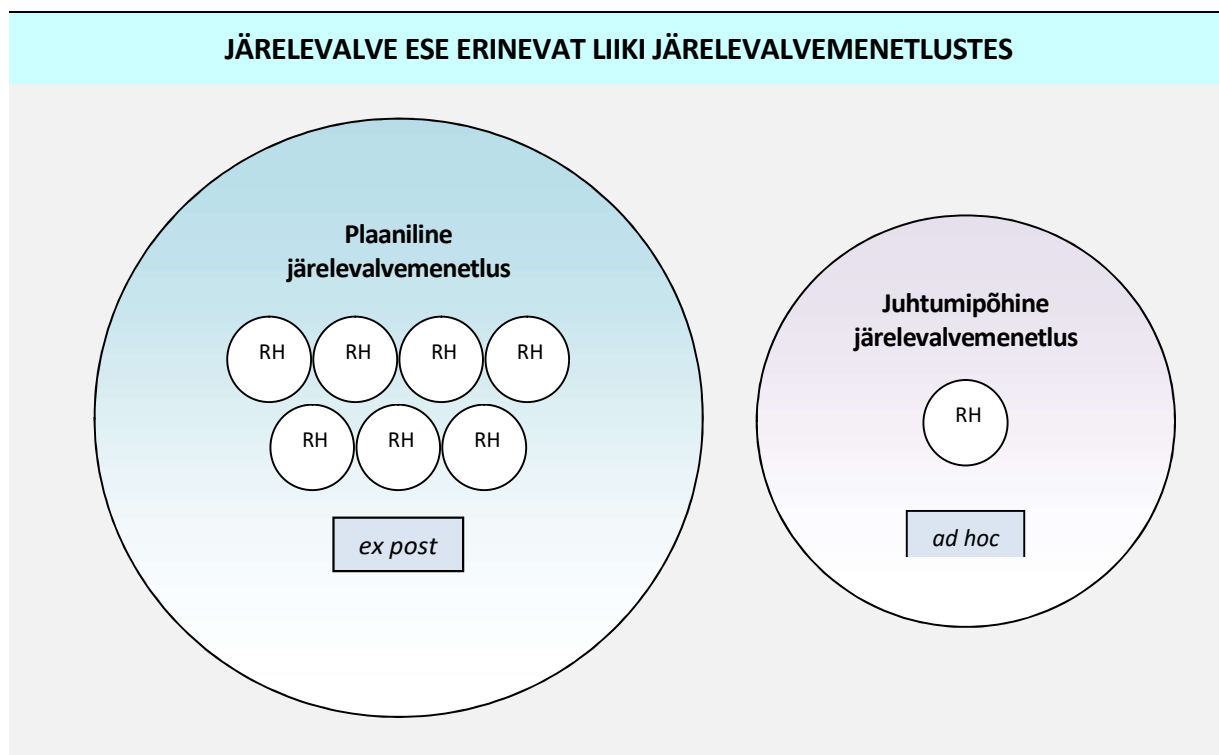 JÄRELEVALVE ESE ERINEVAT LIIKI JÄRELEVALVEMENETLUSTES
Plaaniline
järelevalvemenetlus
RH RH RH RH
RH RH RH
ex post
Juhtumipõhine
järelevalvemenetlus
RH
ad hoc